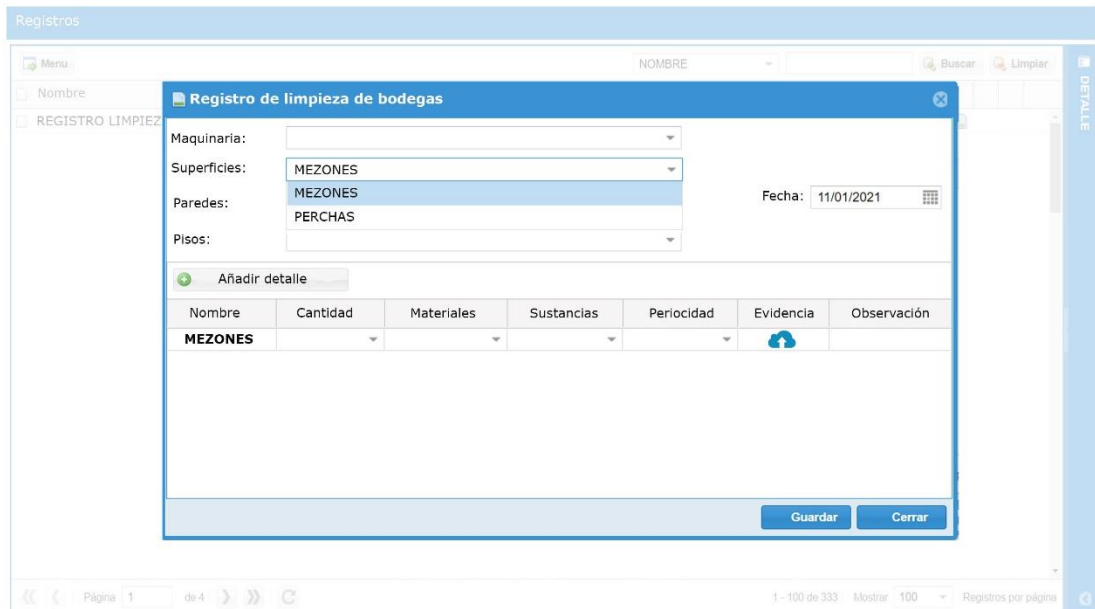 Registros
Menu NOMBRE Buscar Limpiar
DETALLE
Nombre
REGISTRO LIMPIEZ
Registro de limpieza de bodegas
Maquinaria:
Superficies: MEZONES
MEZONES
Paredes:
PERCHAS
Fecha: 11/01/2021
Pisos:
Añadir detalle
Nombre Cantidad Materiales Sustancias Periocidad Evidencia Observación
MEZONES
Guardar Cerrar
Página 1 de 4 1 - 100 de 333 Mostrar 100 Registros por página